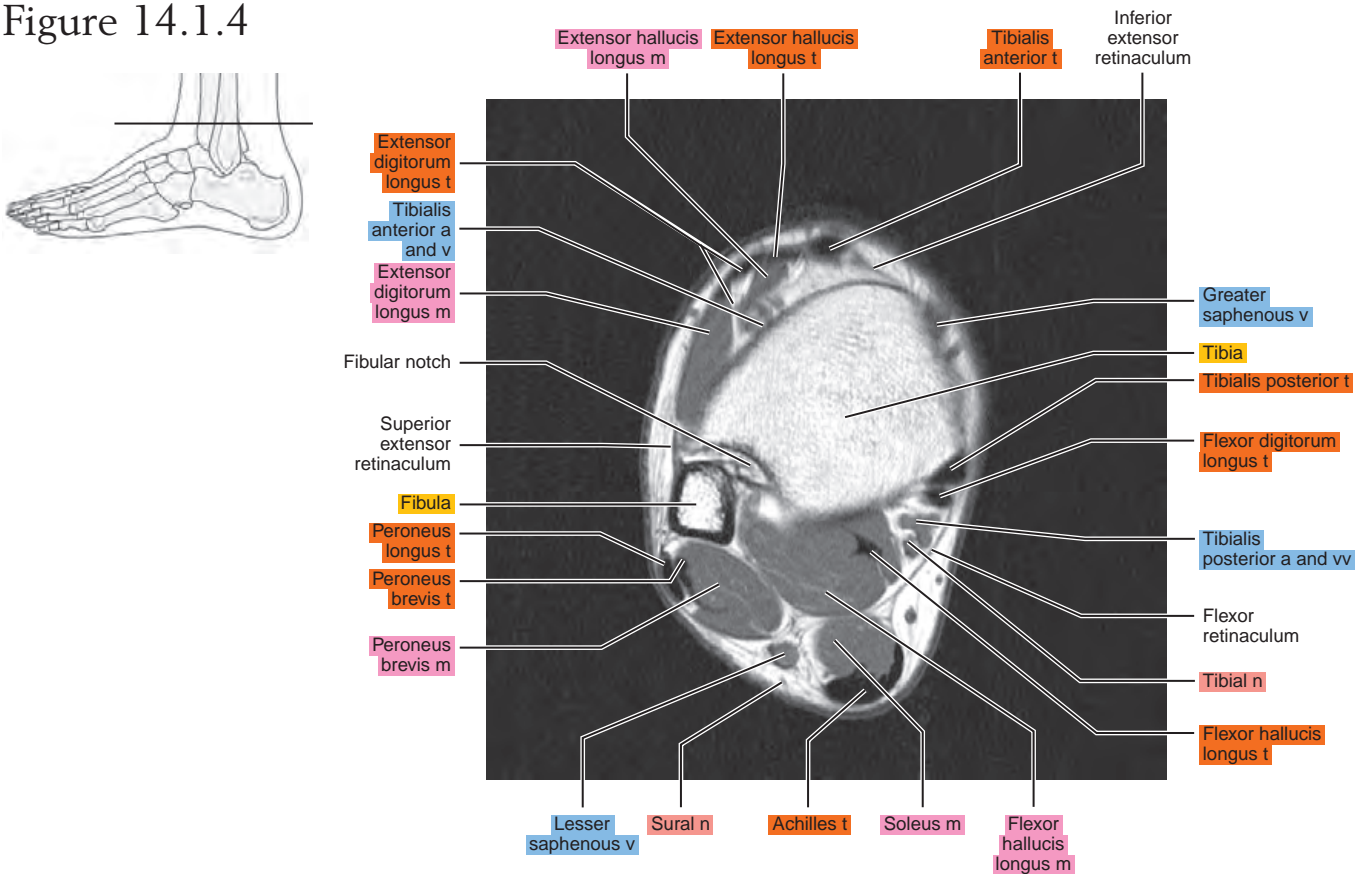 Figure 14.1.4
Extensor hallucis
longus m
Extensor hallucis
longus t
Tibialis
anterior t
Inferior
extensor
retinaculum
Extensor
digitorum
longus t
Tibialis
anterior a
and v
Extensor
digitorum
longus m
Fibular notch
Superior
extensor
retinaculum
Fibula
Peroneus
longus t
Peroneus
brevis t
Peroneus
brevis m
Greater
saphenous v
Tibia
Tibialis posterior t
Flexor digitorum
longus t
Tibialis
posterior a and vv
Flexor
retinaculum
Tibial n
Flexor hallucis
longus t
Lesser
saphenous v
Sural n
Achilles t
Soleus m
Flexor
hallucis
longus m